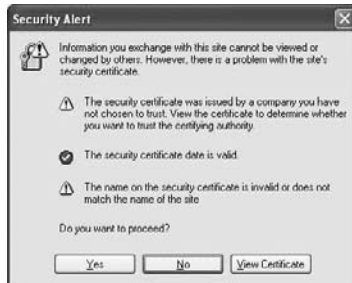 Security Alert
Information you exchange with this site cannot be viewed or
changed by others. However, there is a problem with the site's
security certificate.
The security certificate was issued by a company you have
not chosen to trust. View the certificate to determine whether
you want to trust the certifying authority.
The security certificate date is valid.
The name on the security certificate is invalid or does not
match the name of the site
Do you want to proceed?
Yes
No
View Certificate